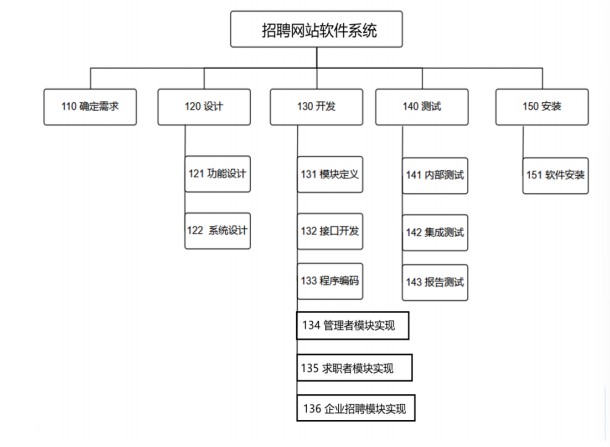 招聘网站软件系统
110 确定需求
120 设计
130 开发
140 测试
150 安装
121 功能设计
131 模块定义
141 内部测试
151 软件安装
122 系统设计
132 接口开发
142 集成测试
133 程序编码
143 报告测试
134 管理者模块实现
135 求职者模块实现
136 企业招聘模块实现